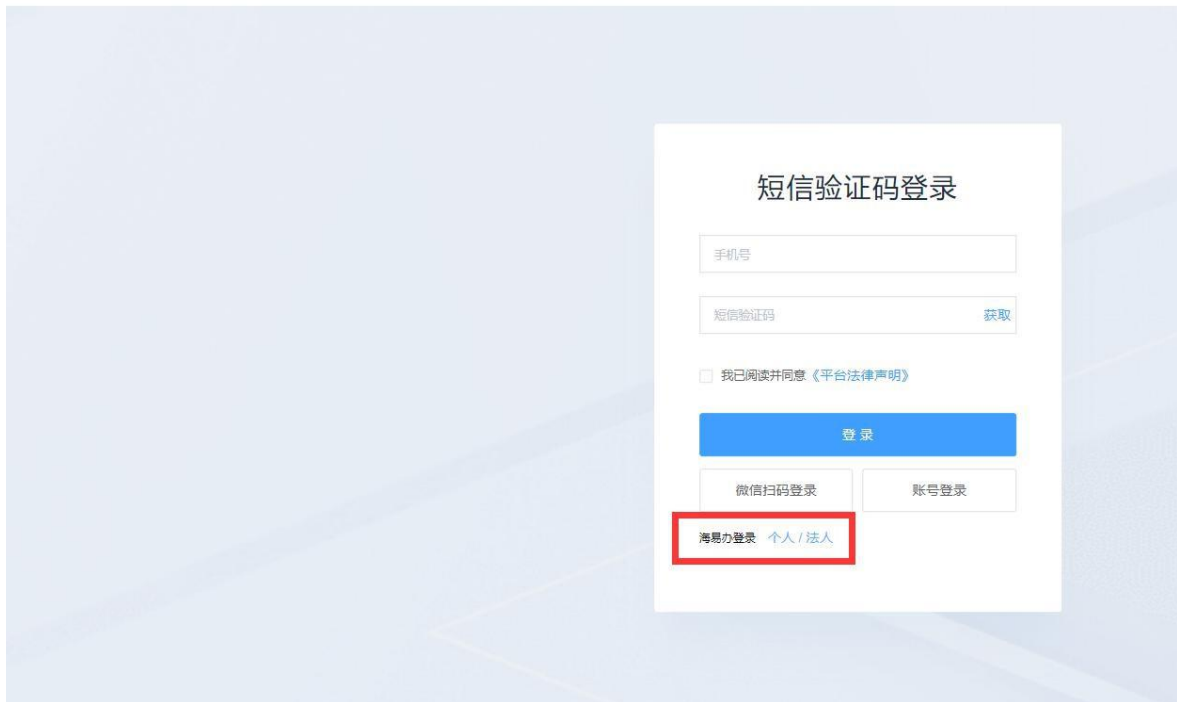 短信验证码登录
手机号
短信验证码 获取
我已阅读并同意《平台法律声明》
登 录
微信扫码登录 账号登录
海易办登录 个人 / 法人